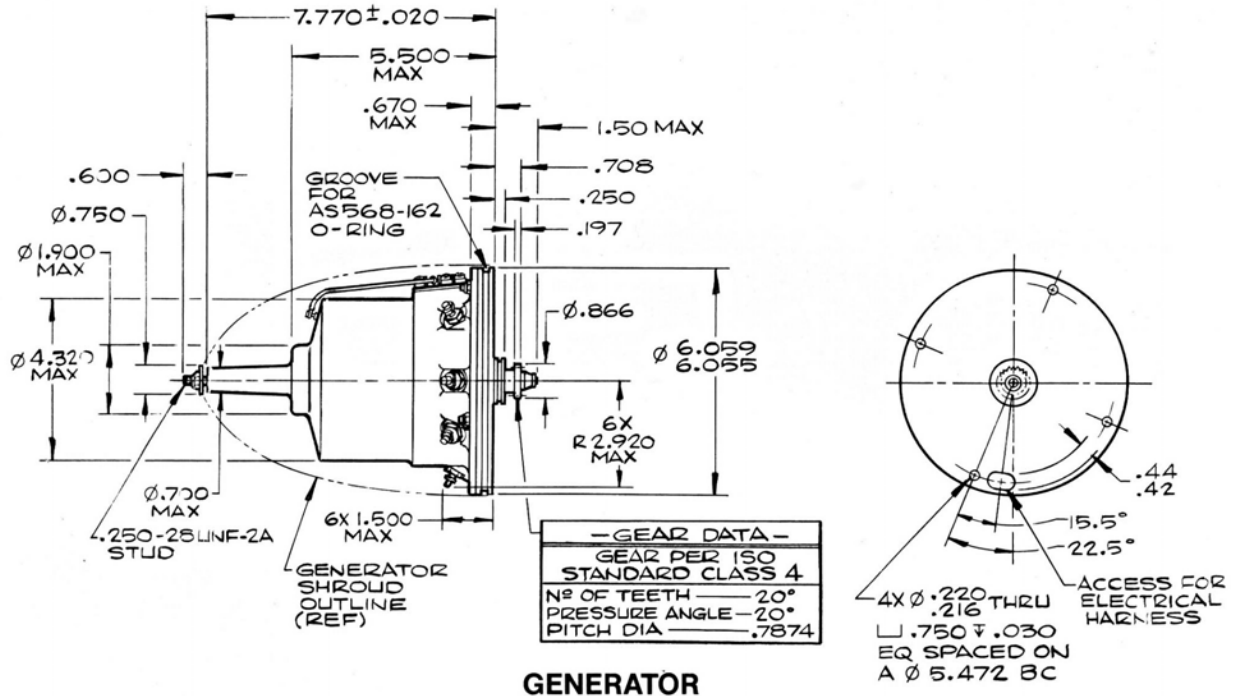 7.770±.020
5.500
MAX
.670
MAX
1.50 MAX
.708
.250
.197
.600
GROOVE
FOR
AS568-162
O-RING
Ø.750
Ø1.900
MAX
Ø4.320
MAX
Ø.866
Ø 6.059
6.055
6X
R2.920
MAX
Ø.700
MAX
.250-28UNF-2A
STUD
6X 1.500
MAX
GENERATOR
SHROUD
OUTLINE
(REF)
-GEAR DATA-
GEAR PER ISO
STANDARD CLASS 4
Nº OF TEETH 20°
PRESSURE ANGLE 20°
PITCH DIA .7874
.44
.42
15.5°
22.5°
4X Ø .220 THRU
.216
⌴ .750 ↧ .030
EQ SPACED ON
A Ø 5.472 BC
ACCESS FOR
ELECTRICAL
HARNESS
GENERATOR